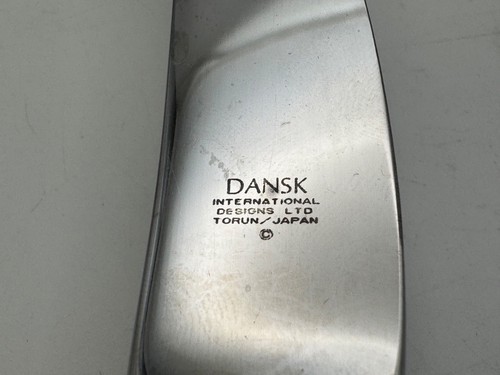 DANSK
INTERNATIONAL
DESIGNS LTD
TORUN/JAPAN
©